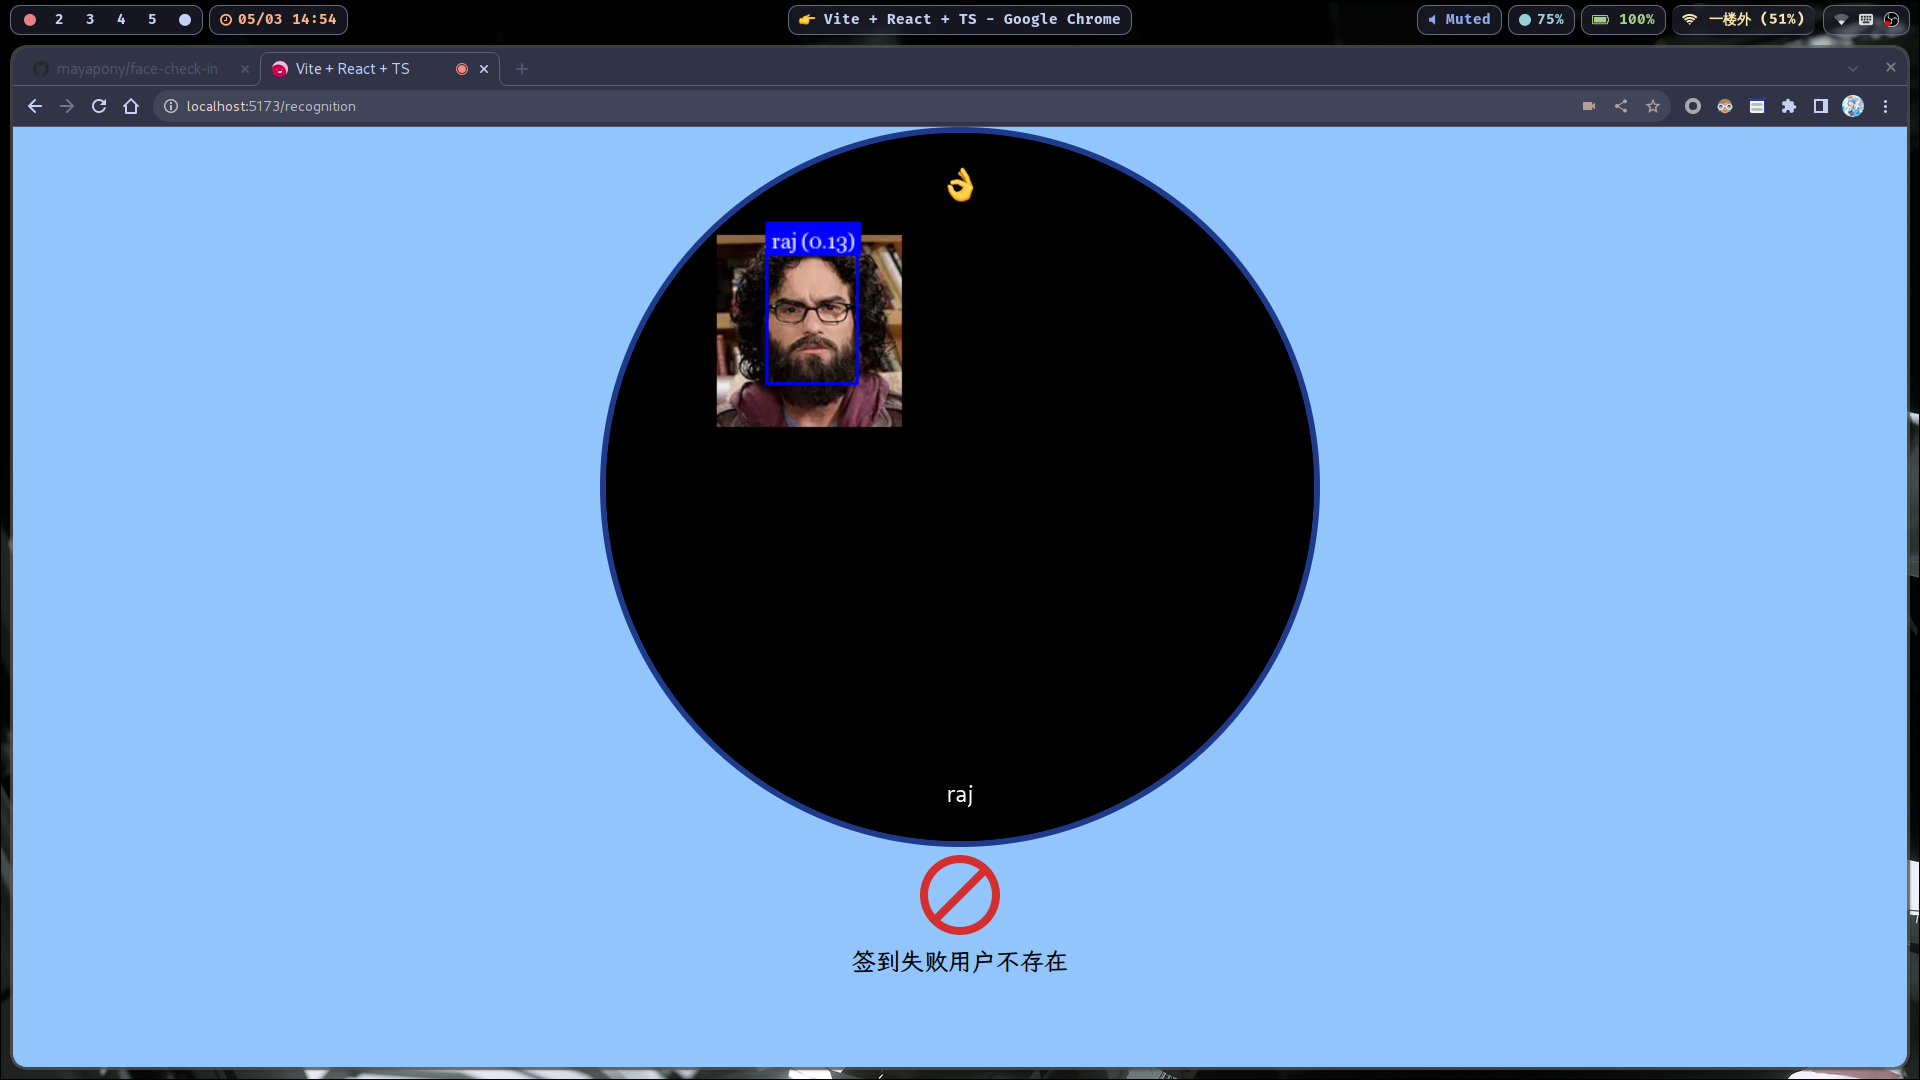 2 3 4 5 05/03 14:54 Vite + React + TS - Google Chrome Muted 75% 100% 一楼外 (51%)
mayapony/face-check-in Vite + React + TS
localhost:5173/recognition
raj (0.13)
raj
签到失败用户不存在